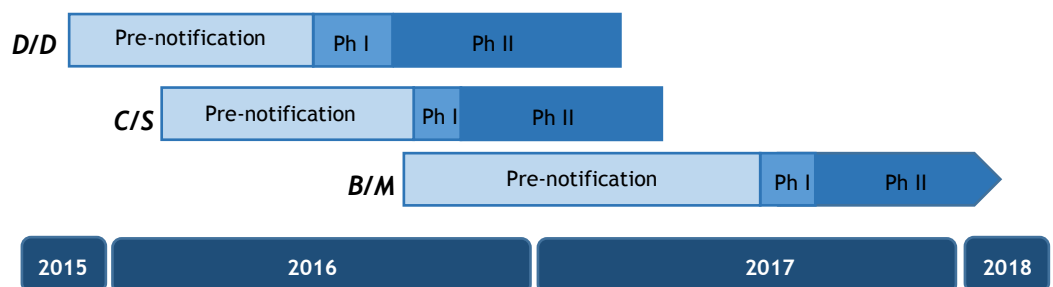 D/D Pre-notification Ph I Ph II
C/S Pre-notification Ph I Ph II
B/M Pre-notification Ph I Ph II
2015 2016 2017 2018